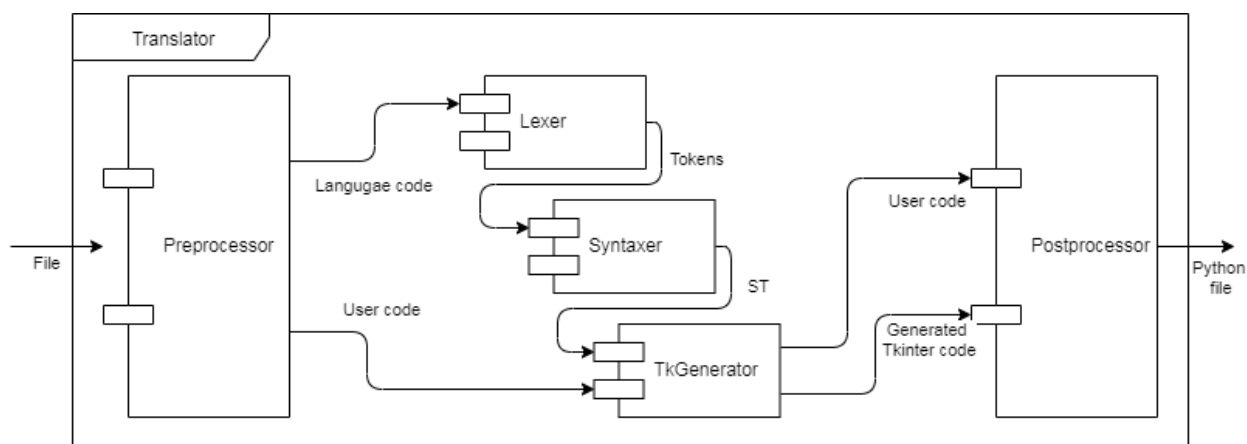 Translator
Lexer
Tokens
Langugae code
User code
Preprocessor
Syntaxer
Postprocessor
File
Python
file
ST
User code
Generated
Tkinter code
TkGenerator